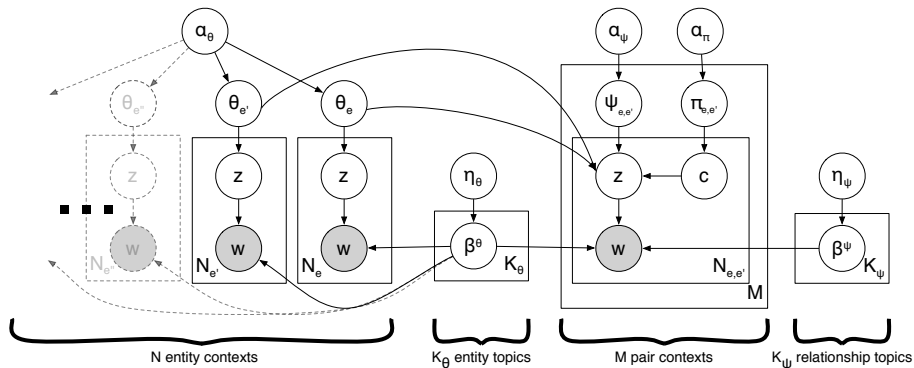 α_θ α_ψ α_π
θ_e'' θ_e' θ_e ψ_e,e' π_e,e'
z z z η_θ z c η_ψ
w w w β^θ w β^ψ
N_e'' N_e' N_e K_θ N_e,e' K_ψ
M
N entity contexts K_θ entity topics M pair contexts K_ψ relationship topics